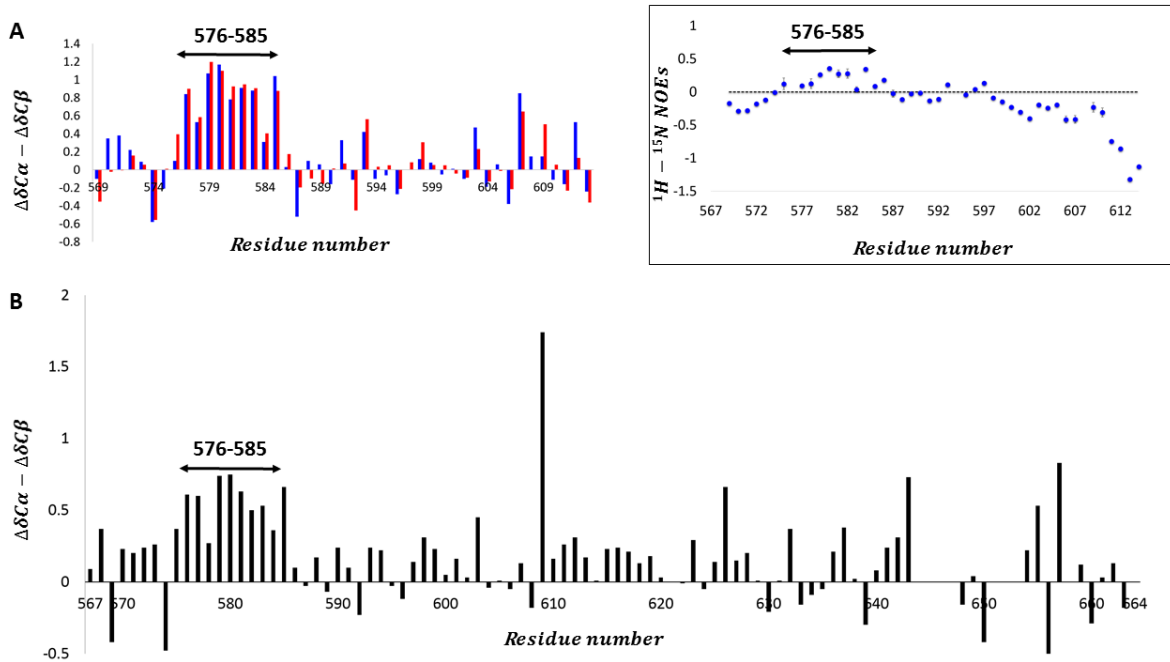 A
576-585
1.4
1.2
1
0.8
0.6
0.4
0.2
0
-0.2
-0.4
-0.6
-0.8
ΔδCα − ΔδCβ
569 574 579 584 589 594 599 604 609
Residue number
576-585
1
0.5
0
-0.5
-1
-1.5
¹H − ¹⁵N NOEs
567 572 577 582 587 592 597 602 607 612
Residue number
B
576-585
2
1.5
1
0.5
0
-0.5
ΔδCα − ΔδCβ
567 570 580 590 600 610 620 630 640 650 660 664
Residue number